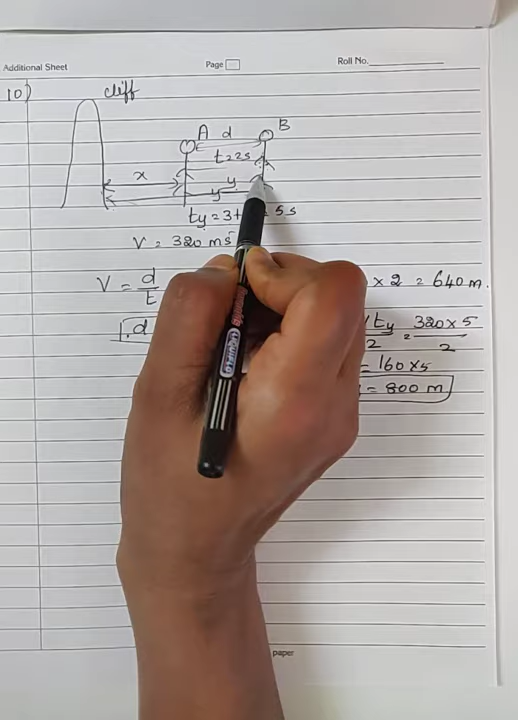 Additional Sheet Page Roll No.
10) cliff
A d B
t=2s
x y
y
ty = 3+ = 5s
V = 320 ms
V = d/t × 2 = 640 m.
d ty/2 = 320×5/2
= 160×5
= 800 m
LIQUIFLO
paper